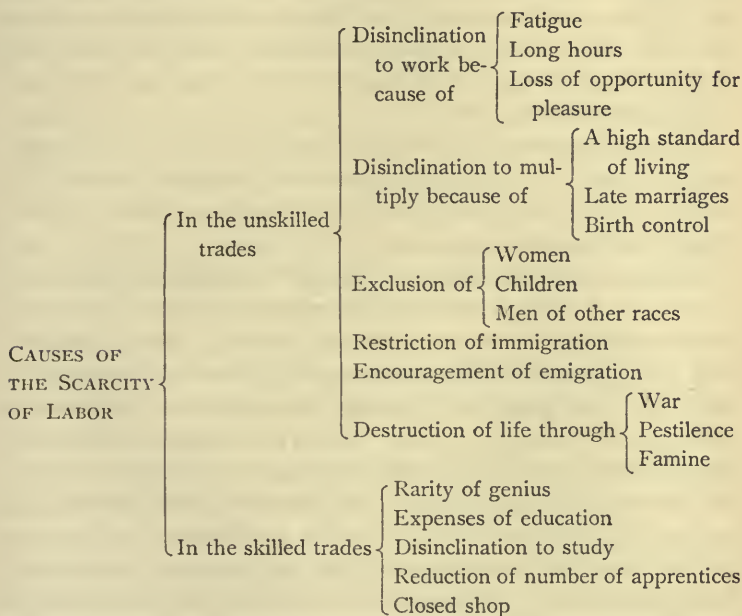 Fatigue
Disinclination
Long hours
to work be-
Loss of opportunity for
cause of
pleasure
A high standard
of living
Disinclination to mul-
tiply because of
Late marriages
Birth control
In the unskilled
trades
Women
Exclusion of
Children
Men of other races
Restriction of immigration
CAUSES OF
THE SCARCITY
OF LABOR
Encouragement of emigration
War
Destruction of life through
Pestilence
Famine
Rarity of genius
Expenses of education
In the skilled trades
Disinclination to study
Reduction of number of apprentices
Closed shop